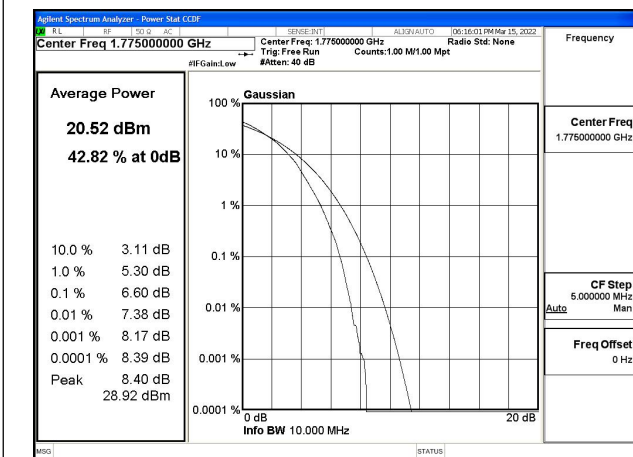 Agilent Spectrum Analyzer - Power Stat CCDF
RL RF 50 Ω AC SENSE:INT ALIGNAUTO 06:16:01 PM Mar 15, 2022
Center Freq 1.775000000 GHz
Center Freq: 1.775000000 GHz Radio Std: None
Trig: Free Run Counts:1.00 M/1.00 Mpt
#IFGain:Low #Atten: 40 dB
Frequency
Average Power
20.52 dBm
42.82 % at 0dB
10.0 % 3.11 dB
1.0 % 5.30 dB
0.1 % 6.60 dB
0.01 % 7.38 dB
0.001 % 8.17 dB
0.0001 % 8.39 dB
Peak 8.40 dB
28.92 dBm
Gaussian
100 %
10 %
1 %
0.1 %
0.01 %
0.001 %
0.0001 %
0 dB 20 dB
Info BW 10.000 MHz
Center Freq
1.775000000 GHz
CF Step
5.000000 MHz
Auto Man
Freq Offset
0 Hz
MSG STATUS